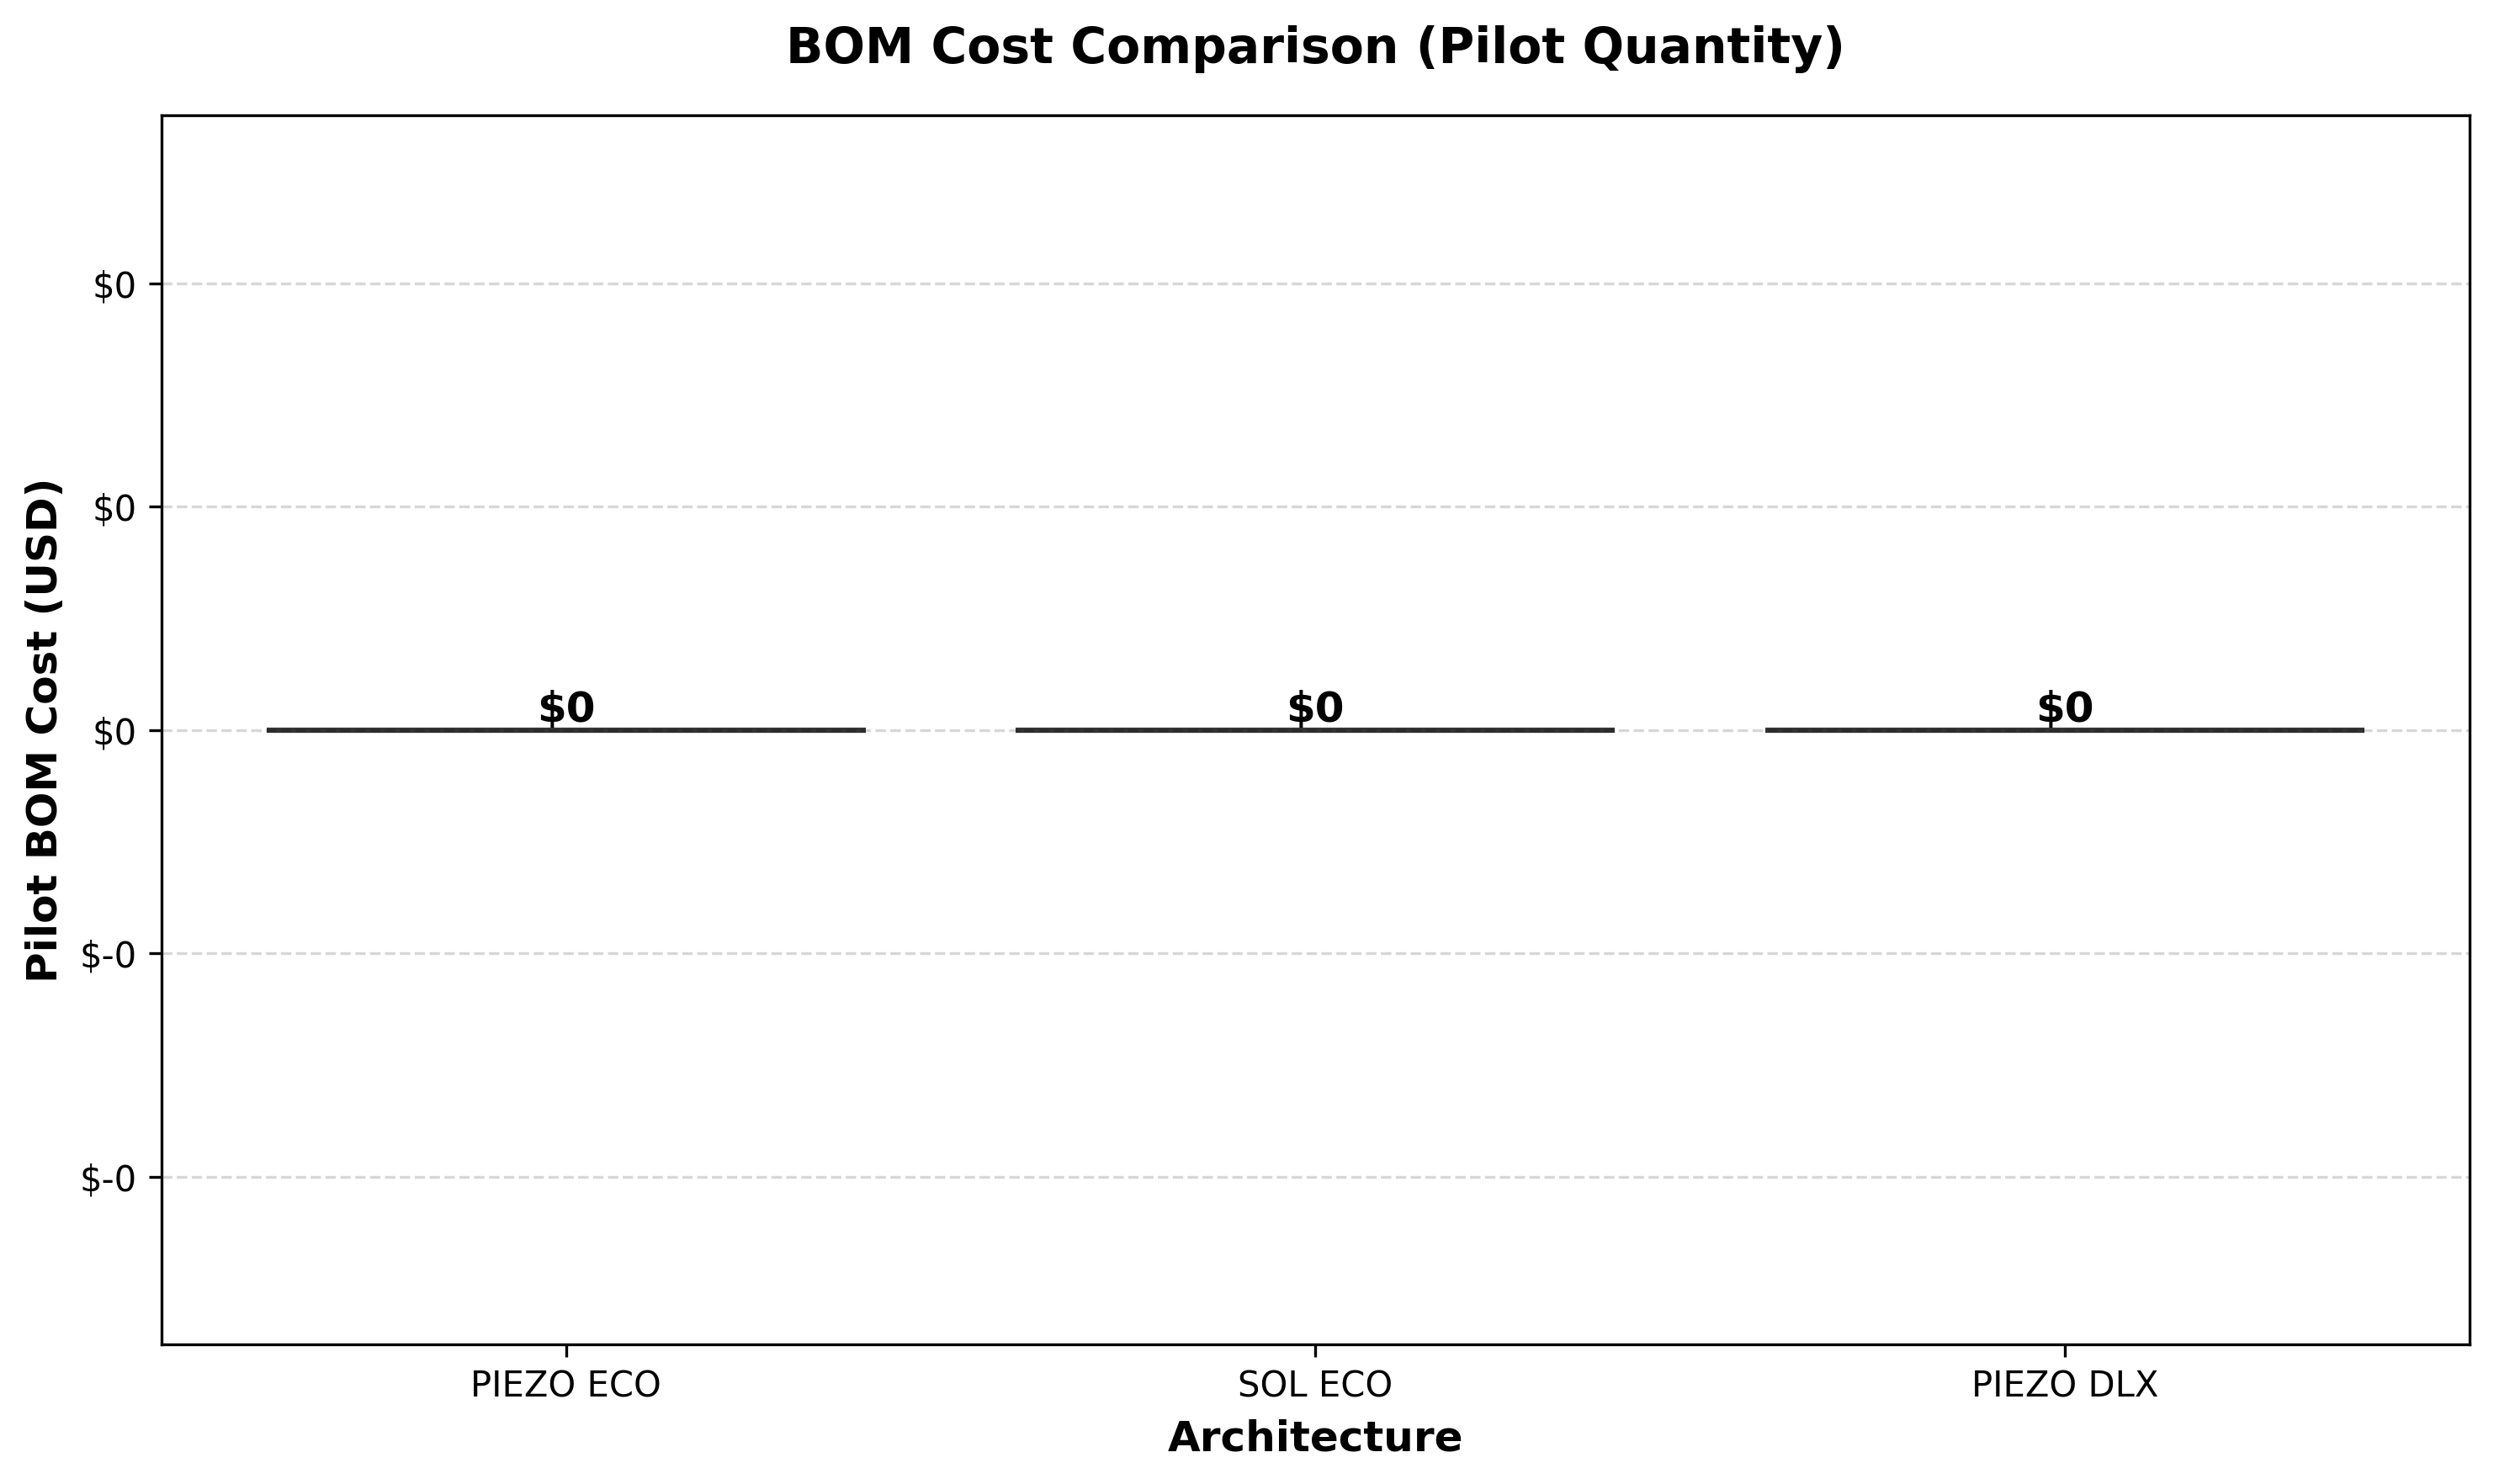 BOM Cost Comparison (Pilot Quantity)
Pilot BOM Cost (USD)
$0
$0
$0
$-0
$-0
$0
$0
$0
PIEZO ECO
SOL ECO
PIEZO DLX
Architecture